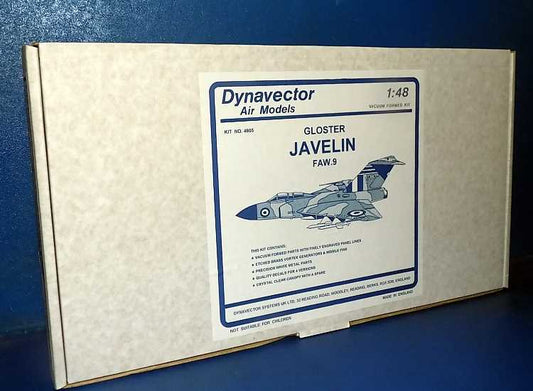 Dynavector
Air Models
1:48
VACUUM FORMED KIT
KIT NO. 4805
GLOSTER
JAVELIN
FAW.9
THIS KIT CONTAINS:
VACUUM FORMED PARTS WITH FINELY ENGRAVED PANEL LINES
ETCHED BRASS VORTEX GENERATORS & MISSILE FINS
PRECISION WHITE METAL PARTS
QUALITY DECALS FOR 4 VERSIONS
CRYSTAL CLEAR CANOPY WITH A SPARE
DYNAVECTOR SYSTEMS UK LTD, 32 READING ROAD, WOODLEY, READING, BERKS, ENGLAND
NOT SUITABLE FOR CHILDREN
MADE IN ENGLAND